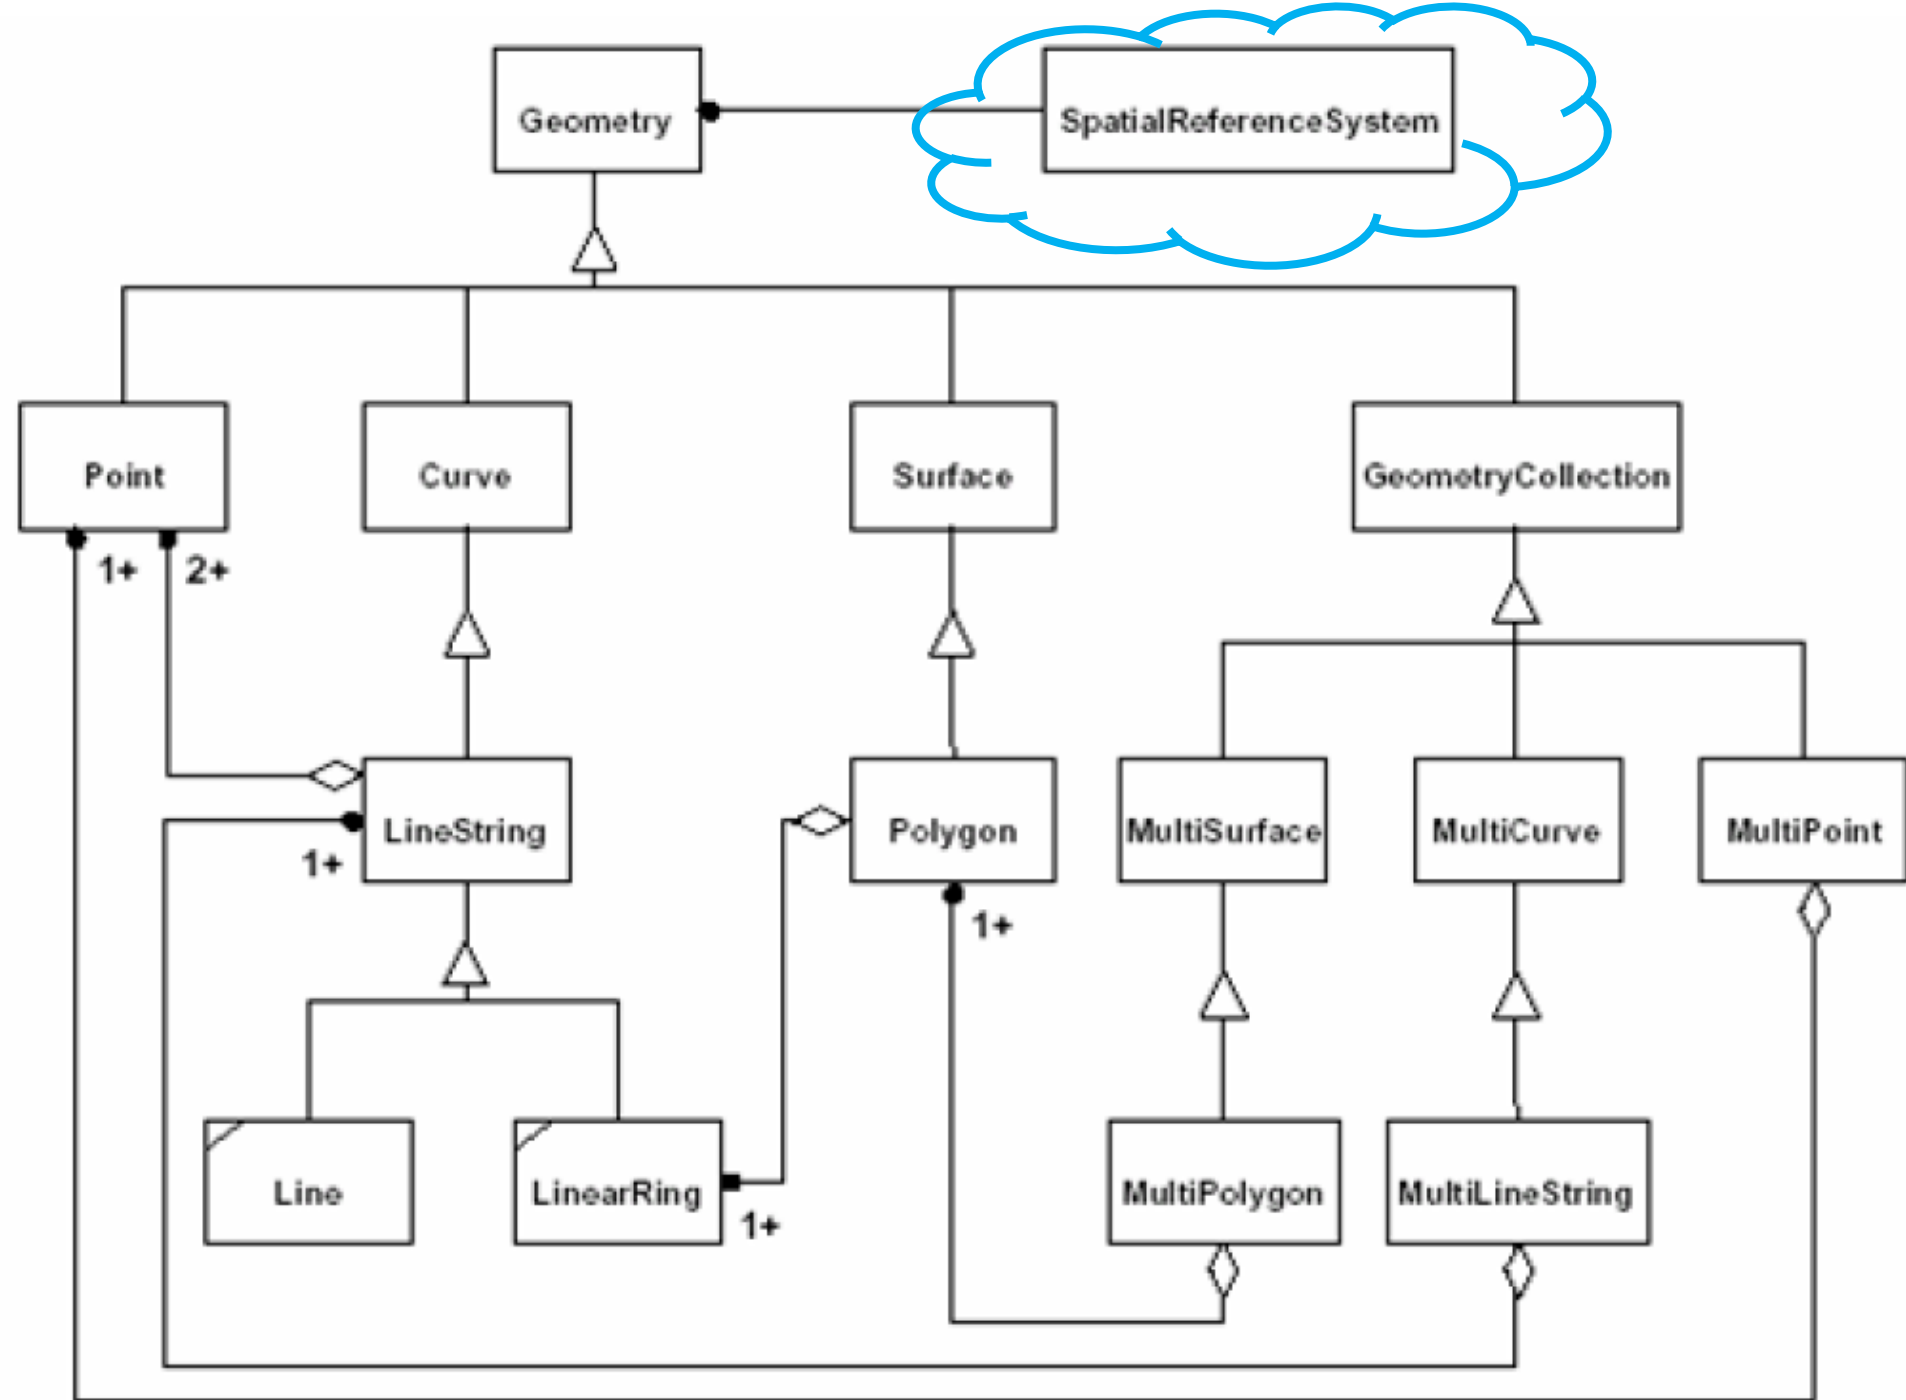 Geometry
SpatialReferenceSystem
Point
Curve
Surface
GeometryCollection
1+
2+
LineString
1+
Polygon
1+
MultiSurface
MultiCurve
MultiPoint
Line
LinearRing
1+
MultiPolygon
MultiLineString